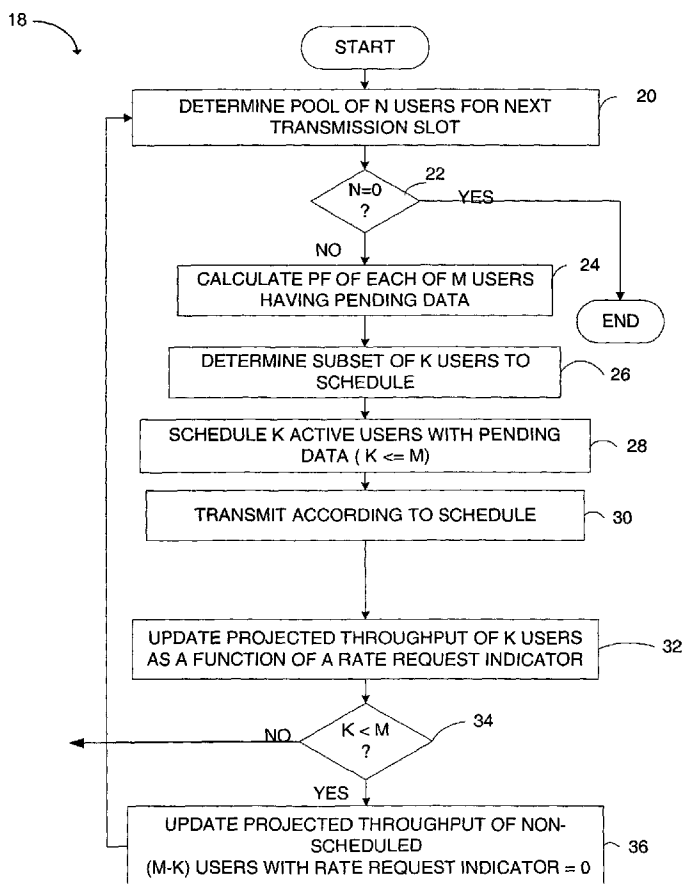 18
START
DETERMINE POOL OF N USERS FOR NEXT
TRANSMISSION SLOT
20
N=0
?
22
YES
NO
CALCULATE PF OF EACH OF M USERS
HAVING PENDING DATA
24
END
DETERMINE SUBSET OF K USERS TO
SCHEDULE
26
SCHEDULE K ACTIVE USERS WITH PENDING
DATA ( K <= M)
28
TRANSMIT ACCORDING TO SCHEDULE
30
UPDATE PROJECTED THROUGHPUT OF K USERS
AS A FUNCTION OF A RATE REQUEST INDICATOR
32
K < M
?
34
NO
YES
UPDATE PROJECTED THROUGHPUT OF NON-
SCHEDULED
(M-K) USERS WITH RATE REQUEST INDICATOR = 0
36